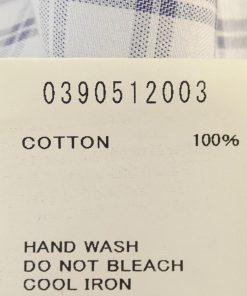 0390512003
COTTON 100%
HAND WASH
DO NOT BLEACH
COOL IRON